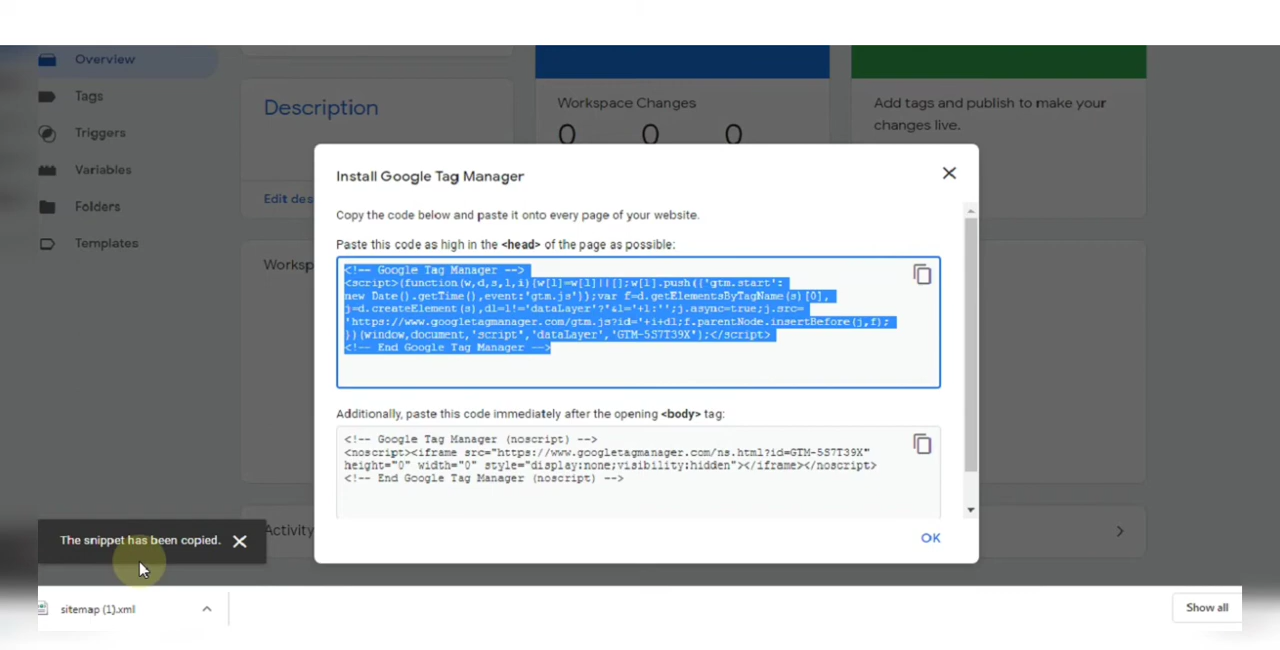 Overview
Tags
Triggers
Variables
Folders
Templates
Description
Edit des
Workspace Changes
0 0 0
Add tags and publish to make your
changes live.
Worksp
Activity
Install Google Tag Manager
Copy the code below and paste it onto every page of your website.
Paste this code as high in the <head> of the page as possible:
<!-- Google Tag Manager -->
<script>(function(w,d,s,l,i){w[l]=w[l]||[];w[l].push({'gtm.start':
new Date().getTime(),event:'gtm.js'});var f=d.getElementsByTagName(s)[0],
j=d.createElement(s),dl=l!='dataLayer'?'&l='+l:'';j.async=true;j.src=
'https://www.googletagmanager.com/gtm.js?id='+i+dl;f.parentNode.insertBefore(j,f);
})(window,document,'script','dataLayer','GTM-5S7T39X');</script>
<!-- End Google Tag Manager -->
Additionally, paste this code immediately after the opening <body> tag:
<!-- Google Tag Manager (noscript) -->
<noscript><iframe src="https://www.googletagmanager.com/ns.html?id=GTM-5S7T39X"
height="0" width="0" style="display:none;visibility:hidden"></iframe></noscript>
<!-- End Google Tag Manager (noscript) -->
OK
The snippet has been copied.
sitemap (1).xml
Show all